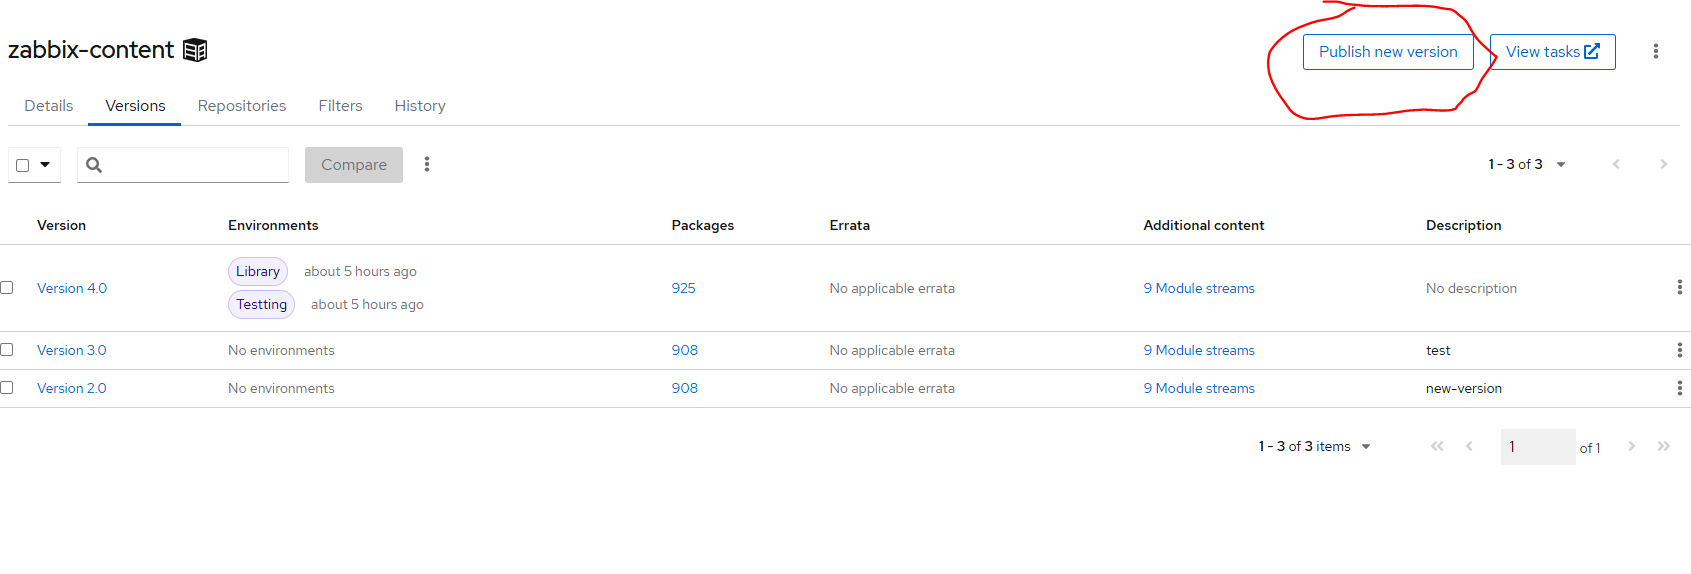 zabbix-content
Publish new version
View tasks
Details Versions Repositories Filters History
Compare
1 - 3 of 3
Version Environments Packages Errata Additional content Description
Library about 5 hours ago
Version 4.0 925 No applicable errata 9 Module streams No description
Testting about 5 hours ago
Version 3.0 No environments 908 No applicable errata 9 Module streams test
Version 2.0 No environments 908 No applicable errata 9 Module streams new-version
1 - 3 of 3 items 1 of 1